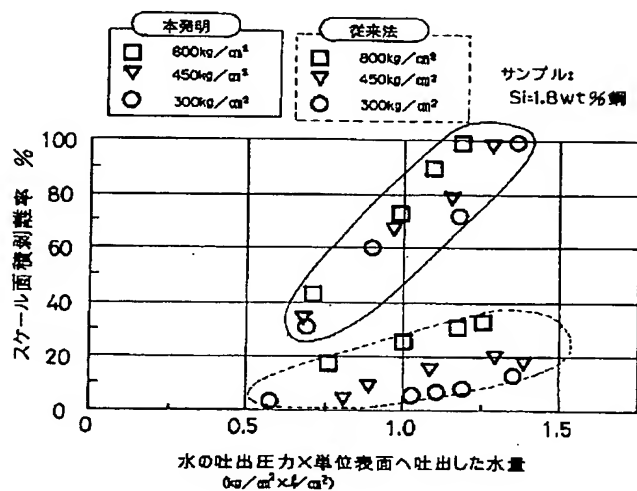 本発明
□ 800kg/cm²
▽ 450kg/cm²
○ 300kg/cm²
従来法
□ 800kg/cm²
▽ 450kg/cm²
○ 300kg/cm²
サンプル:
Si=1.8wt%鋼
スケール面積剥離率 %
100
80
60
40
20
0
0
0.5
1.0
1.5
水の吐出圧力×単位表面へ吐出した水量
(kg/cm²×ℓ/cm²)